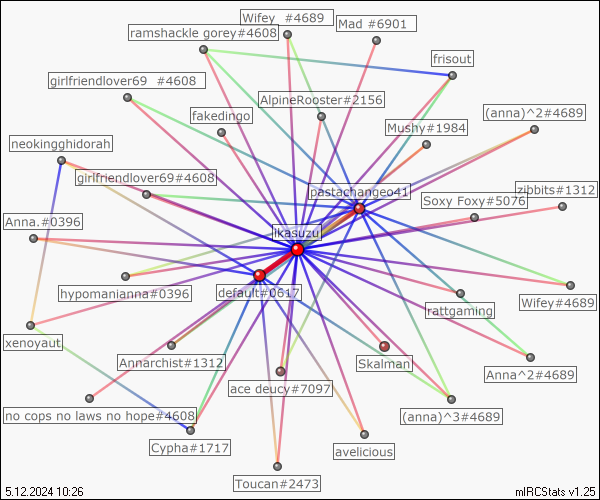 Wifey  #4689
Mad #6901
ramshackle gorey#4608
frisout
girlfriendlover69  #4608
AlpineRooster#2156
fakedingo
(anna)^2#4689
Mushy#1984
neokingghidorah
girlfriendlover69#4608
pastachangeo41
zibbits#1312
Soxy Foxy#5076
Anna.#0396
ikasuzu
hypomanianna#0396
default#0617
Wifey#4689
rattgaming
xenoyaut
Annarchist#1312
Skalman
Anna^2#4689
ace deucy#7097
no cops no laws no hope#4608
(anna)^3#4689
Cypha#1717
avelicious
Toucan#2473
5.12.2024 10:26
mIRCStats v1.25